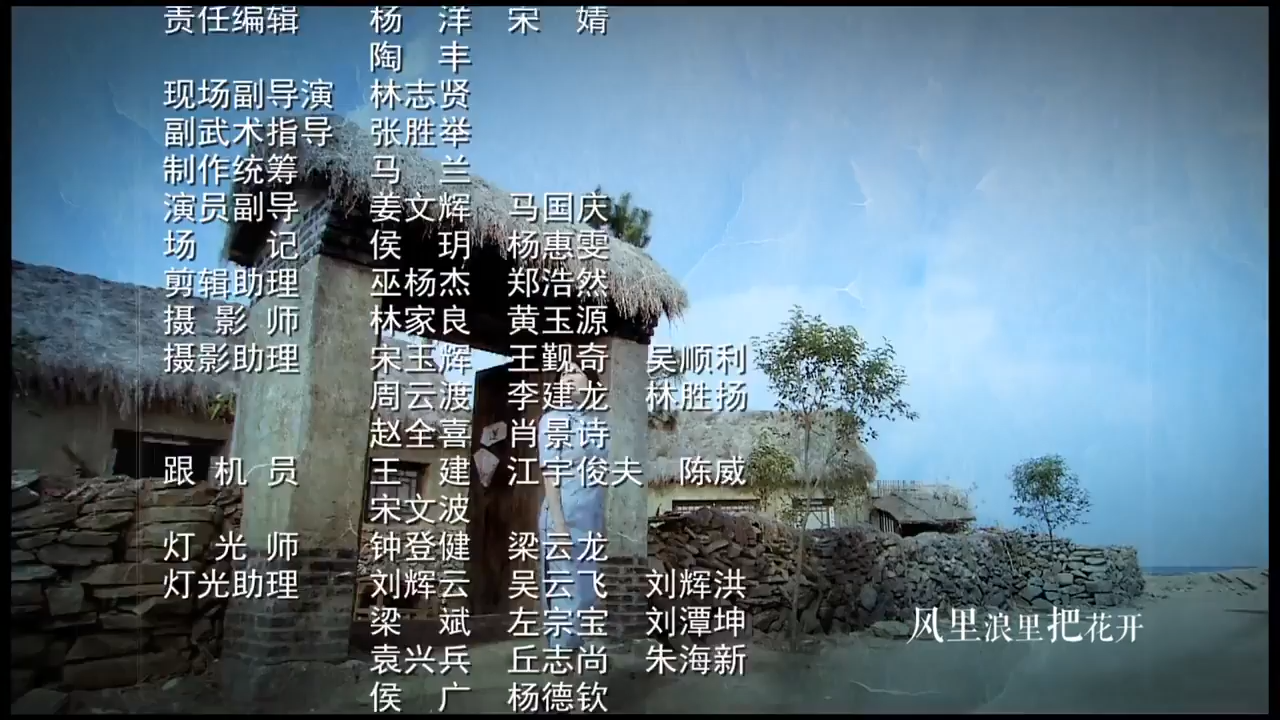 责任编辑 杨 洋 宋 婧
陶 丰
现场副导演 林志贤
副武术指导 张胜举
制作统筹 马 兰
演员副导 姜文辉 马国庆
场 记 侯 玥 杨惠雯
剪辑助理 巫杨杰 郑浩然
摄 影 师 林家良 黄玉源
摄影助理 宋玉辉 王觐奇 吴顺利
周云渡 李建龙 林胜扬
赵全喜 肖景诗
跟 机 员 王 建 江宇俊夫 陈威
宋文波
灯 光 师 钟登健 梁云龙
灯光助理 刘辉云 吴云飞 刘辉洪
梁 斌 左宗宝 刘潭坤
风里浪里把花开
袁兴兵 丘志尚 朱海新
侯 广 杨德钦